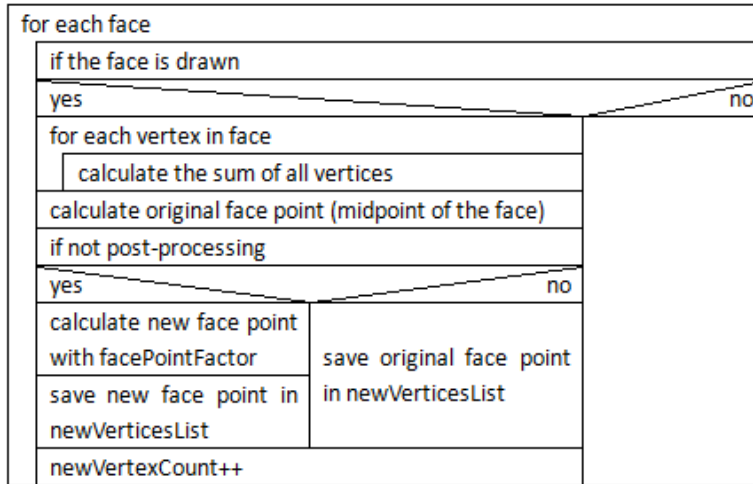 for each face
if the face is drawn
yes
no
for each vertex in face
calculate the sum of all vertices
calculate original face point (midpoint of the face)
if not post-processing
yes
no
calculate new face point
with facePointFactor
save new face point in
newVerticesList
save original face point
in newVerticesList
newVertexCount++